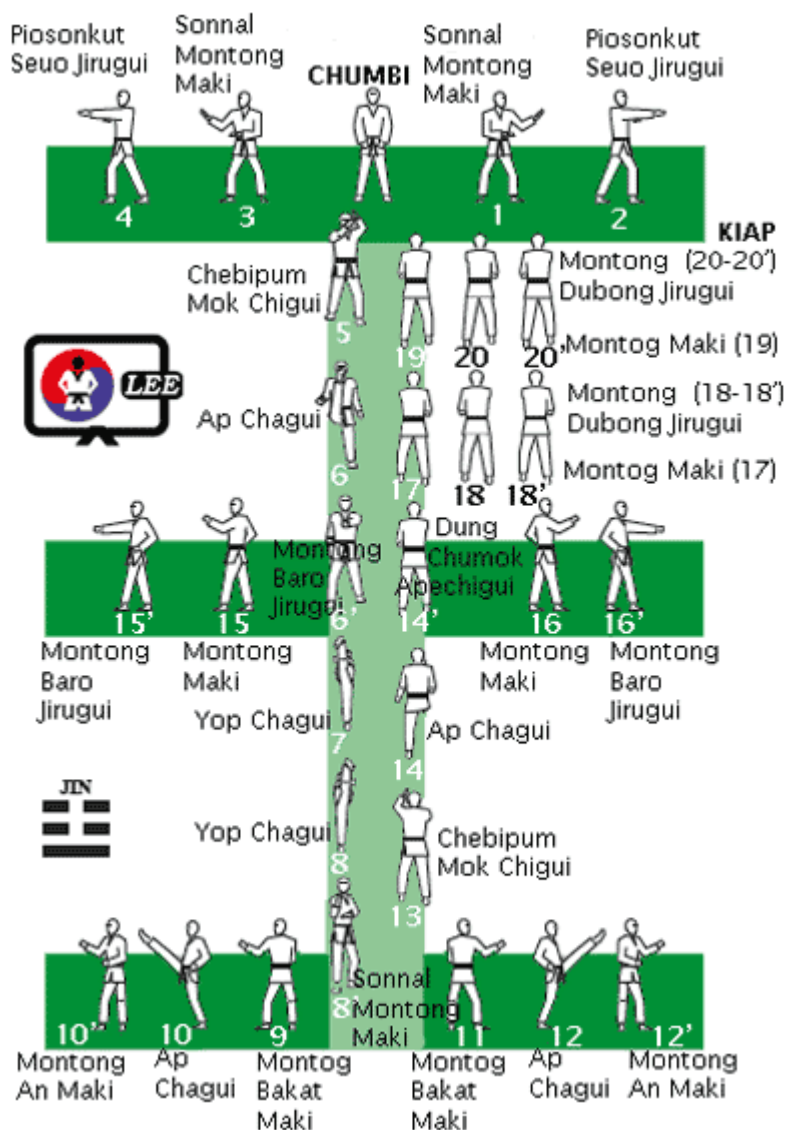 Piosonkut
Seuo Jirugui
Sonnal
Montong
Maki
CHUMBI
Sonnal
Montong
Maki
Piosonkut
Seuo Jirugui
4
3
1
2
KIAP
Chebipum
Mok Chigui
5
19
20
20'
Montong (20-20')
Dubong Jirugui
Montog Maki (19)
LEE
Ap Chagui
6
17
18
18'
Montong (18-18')
Dubong Jirugui
Montog Maki (17)
Montong
Baro
Jirugui
Dung
Chumok
Apechigui
15'
15
6'
14'
16
16'
Montong
Baro
Jirugui
Montong
Maki
Montong
Maki
Montong
Baro
Jirugui
Yop Chagui
7
Ap Chagui
14
JIN
Yop Chagui
8
Chebipum
Mok Chigui
13
Sonnal
Montong
Maki
10'
10
9
8'
11
12
12'
Montong
An Maki
Ap
Chagui
Montog
Bakat
Maki
Montog
Bakat
Maki
Ap
Chagui
Montong
An Maki